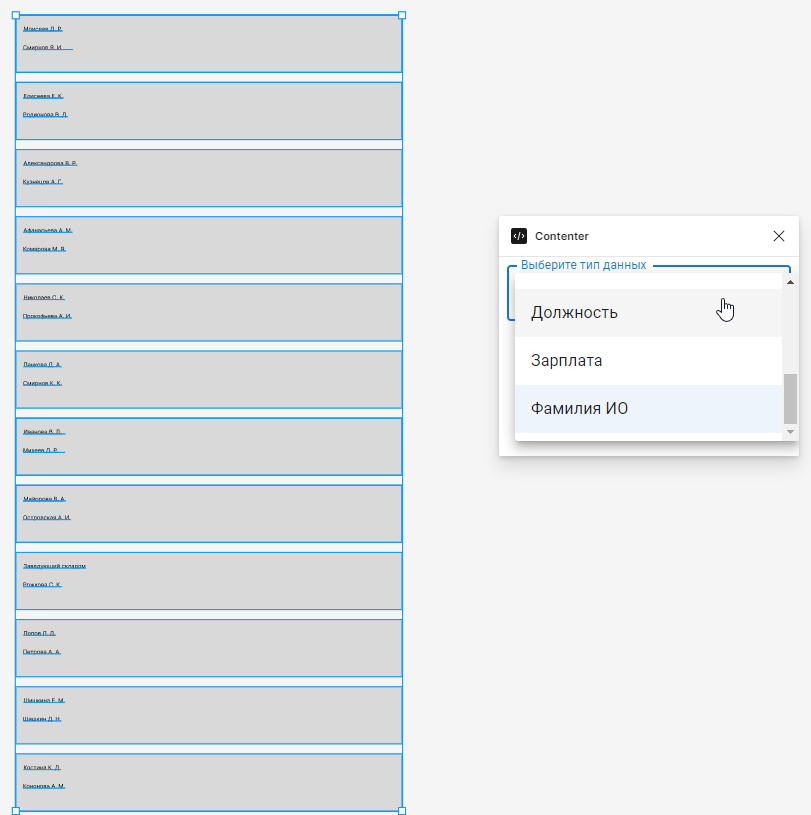 Моисеев Л. Р.
Смирнов В. И.
Елисеева Е. К.
Родионова В. Д.
Александрова В. Р.
Кузнецов А. Г.
Афанасьева А. М.
Комарова М. В.
Николаев С. К.
Прокофьева А. И.
Панкова Д. А.
Смирнов К. К.
Иванова В. Л.
Михеев Д. Р.
Майорова В. А.
Островская А. И.
Заведующий складом
Рожкова С. К.
Попов Л. Д.
Петрова А. А.
Шишкина Е. М.
Шишкин Д. Н.
Костина К. Д.
Кононова А. М.
Contenter
Выберите тип данных
Должность
Зарплата
Фамилия ИО